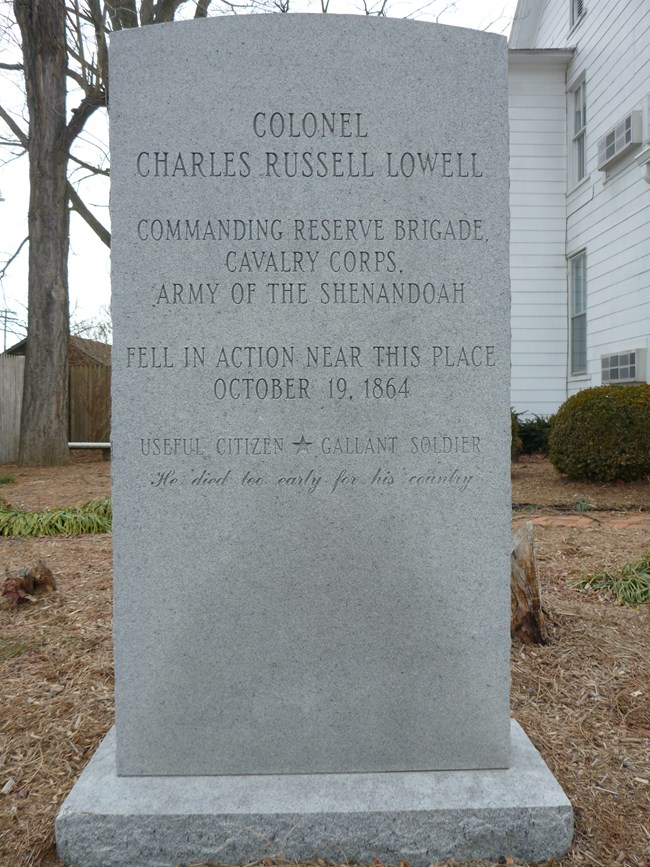 COLONEL
CHARLES RUSSELL LOWELL
COMMANDING RESERVE BRIGADE,
CAVALRY CORPS,
ARMY OF THE SHENANDOAH
FELL IN ACTION NEAR THIS PLACE
OCTOBER 19, 1864
USEFUL CITIZEN ★ GALLANT SOLDIER
He died too early for his country